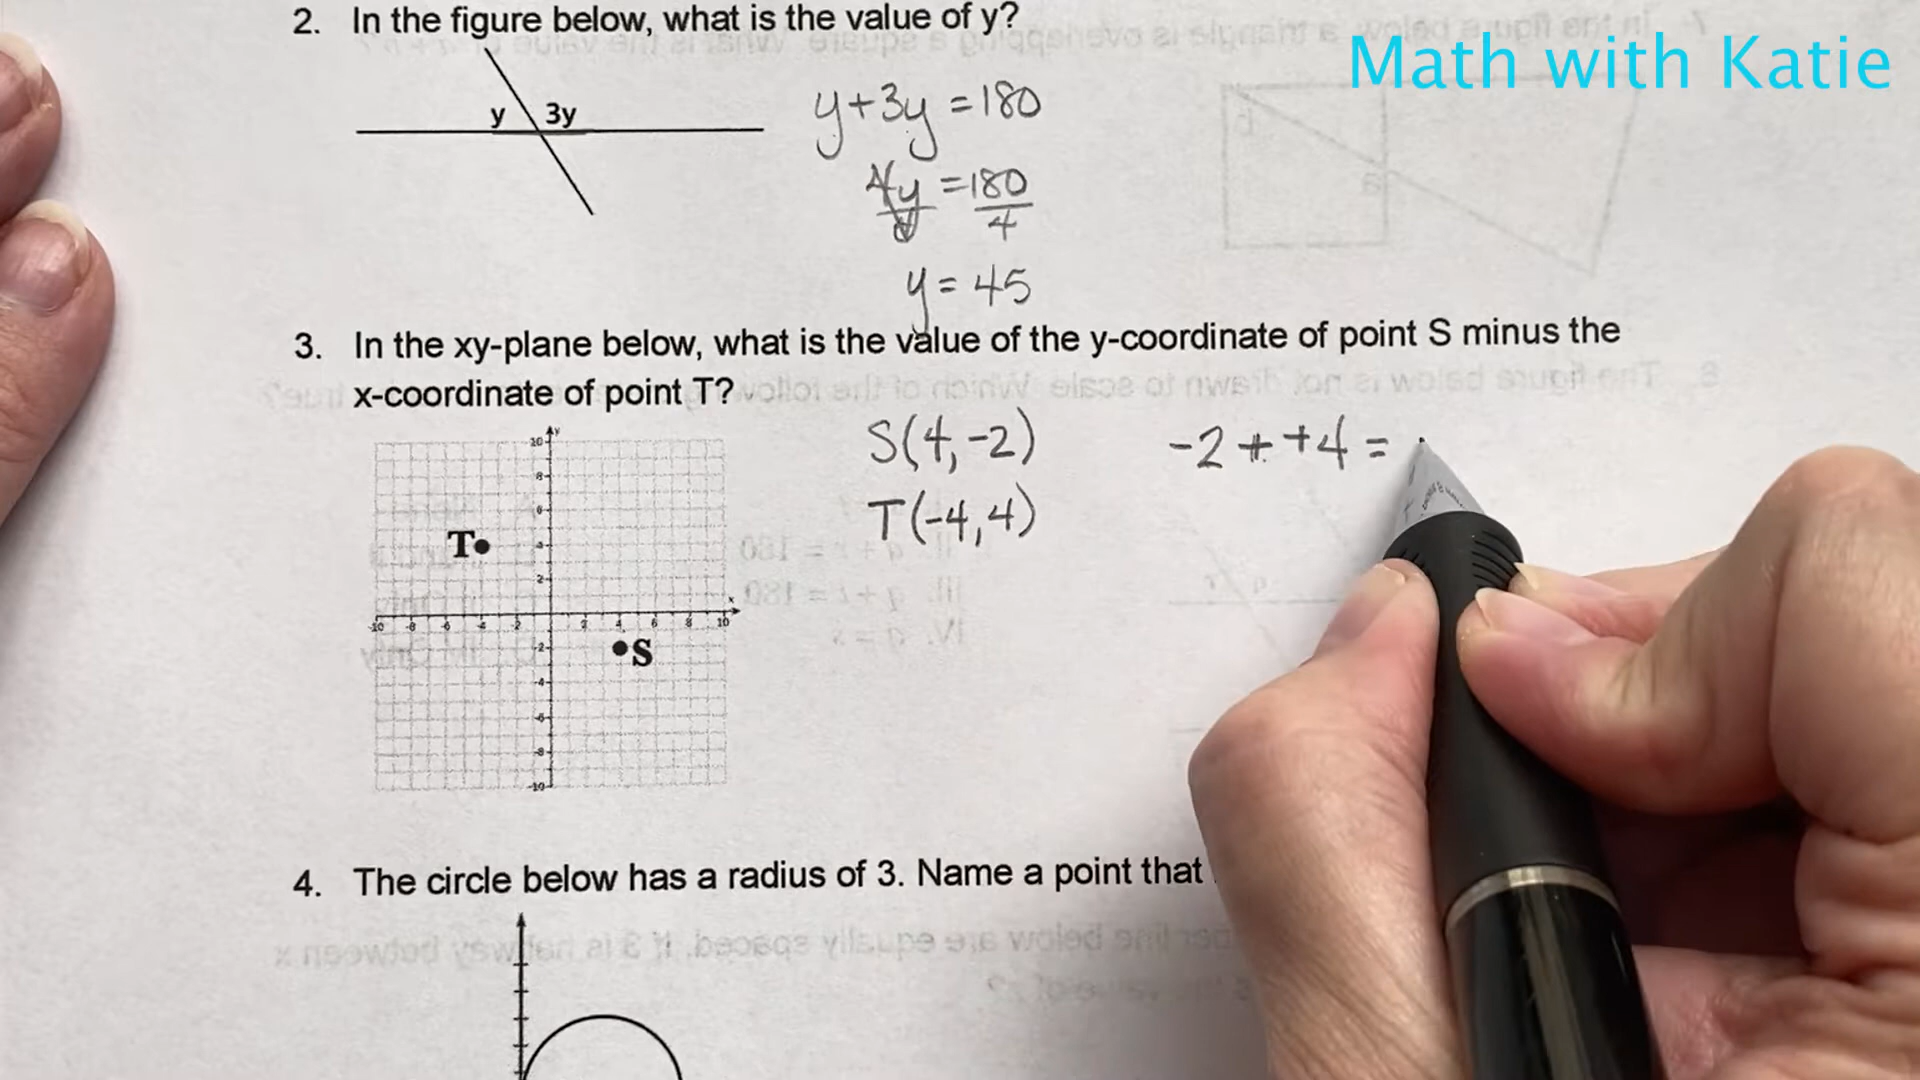 2. In the figure below, what is the value of y?
Math with Katie
y 3y
y+3y = 180
4y = 180
4
y = 45
3. In the xy-plane below, what is the value of the y-coordinate of point S minus the
x-coordinate of point T?
S(4,-2)
T(-4,4)
-2 + +4 =
y
10
8
6
4
2
T
x
-10 -8 -6 -4 -2 2 4 6 8 10
-2
S
-4
-6
-8
-10
4. The circle below has a radius of 3. Name a point that